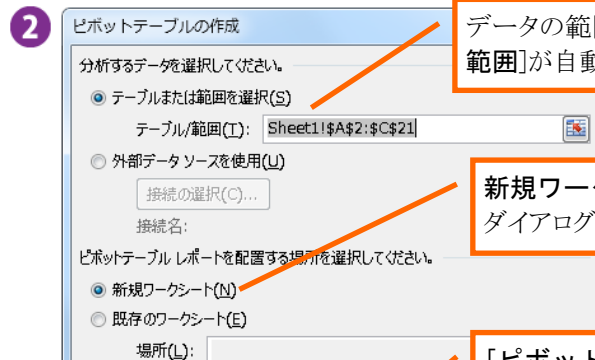 2
ピボットテーブルの作成
データの範
範囲]が自動
分析するデータを選択してください。
テーブルまたは範囲を選択(S)
テーブル/範囲(T): Sheet1!$A$2:$C$21
外部データ ソースを使用(U)
接続の選択(C)...
接続名:
新規ワー
ダイアログ
ピボットテーブル レポートを配置する場所を選択してください。
新規ワークシート(N)
既存のワークシート(E)
場所(L):
[ピボット